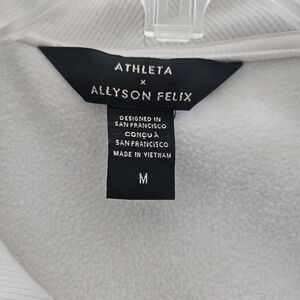 ATHLETA
×
ALLYSON FELIX
DESIGNED IN
SAN FRANCISCO
CONÇU À
SAN FRANCISCO
MADE IN VIETNAM
M